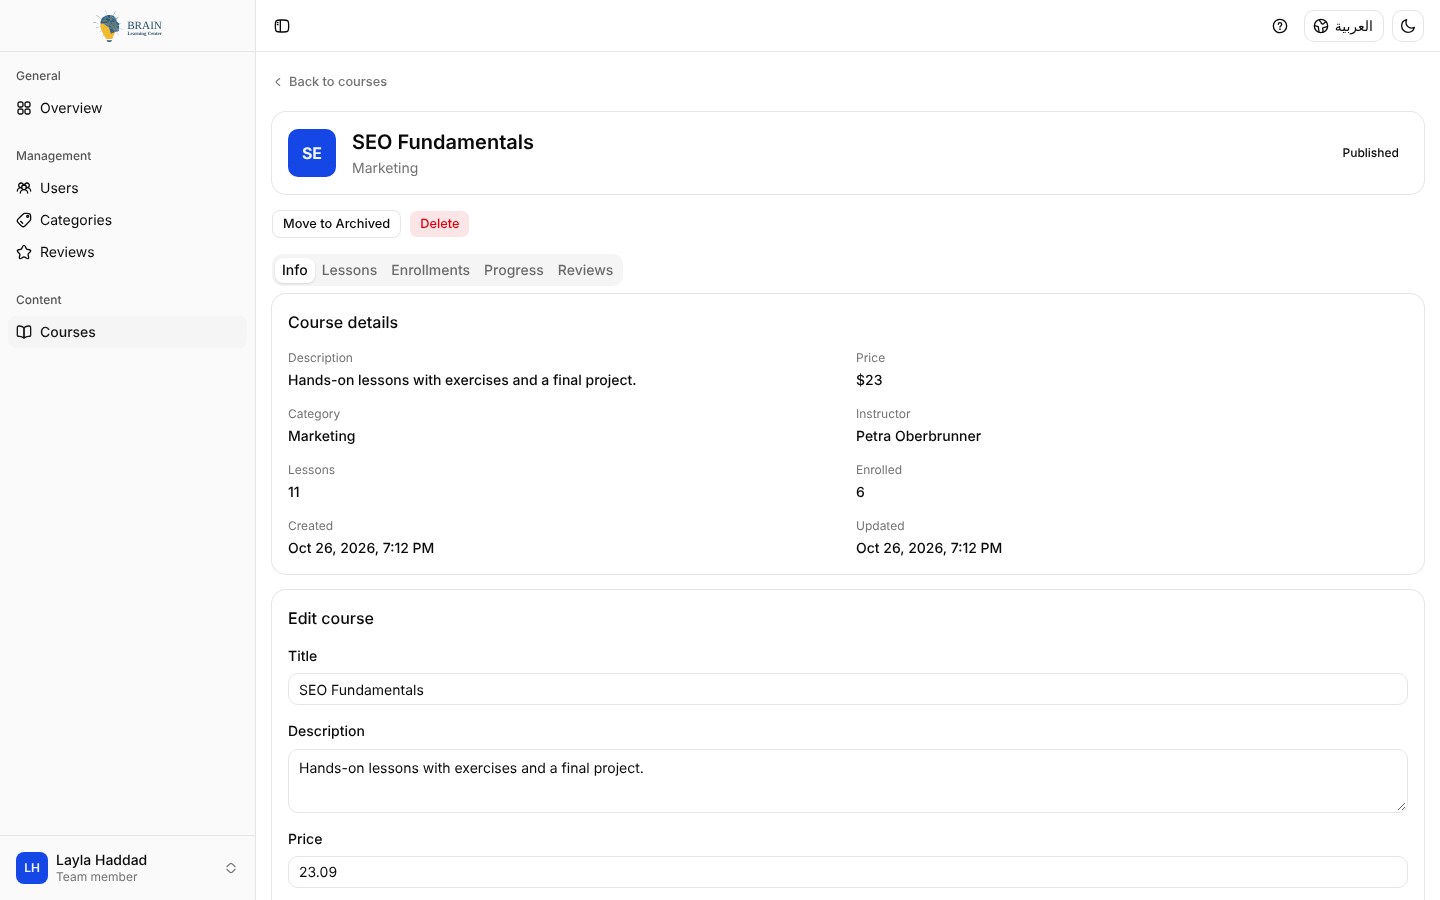 BRAIN
Learning Center
العربية
General
Overview
Management
Users
Categories
Reviews
Content
Courses
Back to courses
SE
SEO Fundamentals
Marketing
Published
Move to Archived
Delete
Info
Lessons
Enrollments
Progress
Reviews
Course details
Description
Hands-on lessons with exercises and a final project.
Price
$23
Category
Marketing
Instructor
Petra Oberbrunner
Lessons
11
Enrolled
6
Created
Oct 26, 2026, 7:12 PM
Updated
Oct 26, 2026, 7:12 PM
Edit course
Title
SEO Fundamentals
Description
Hands-on lessons with exercises and a final project.
Price
23.09
LH
Layla Haddad
Team member